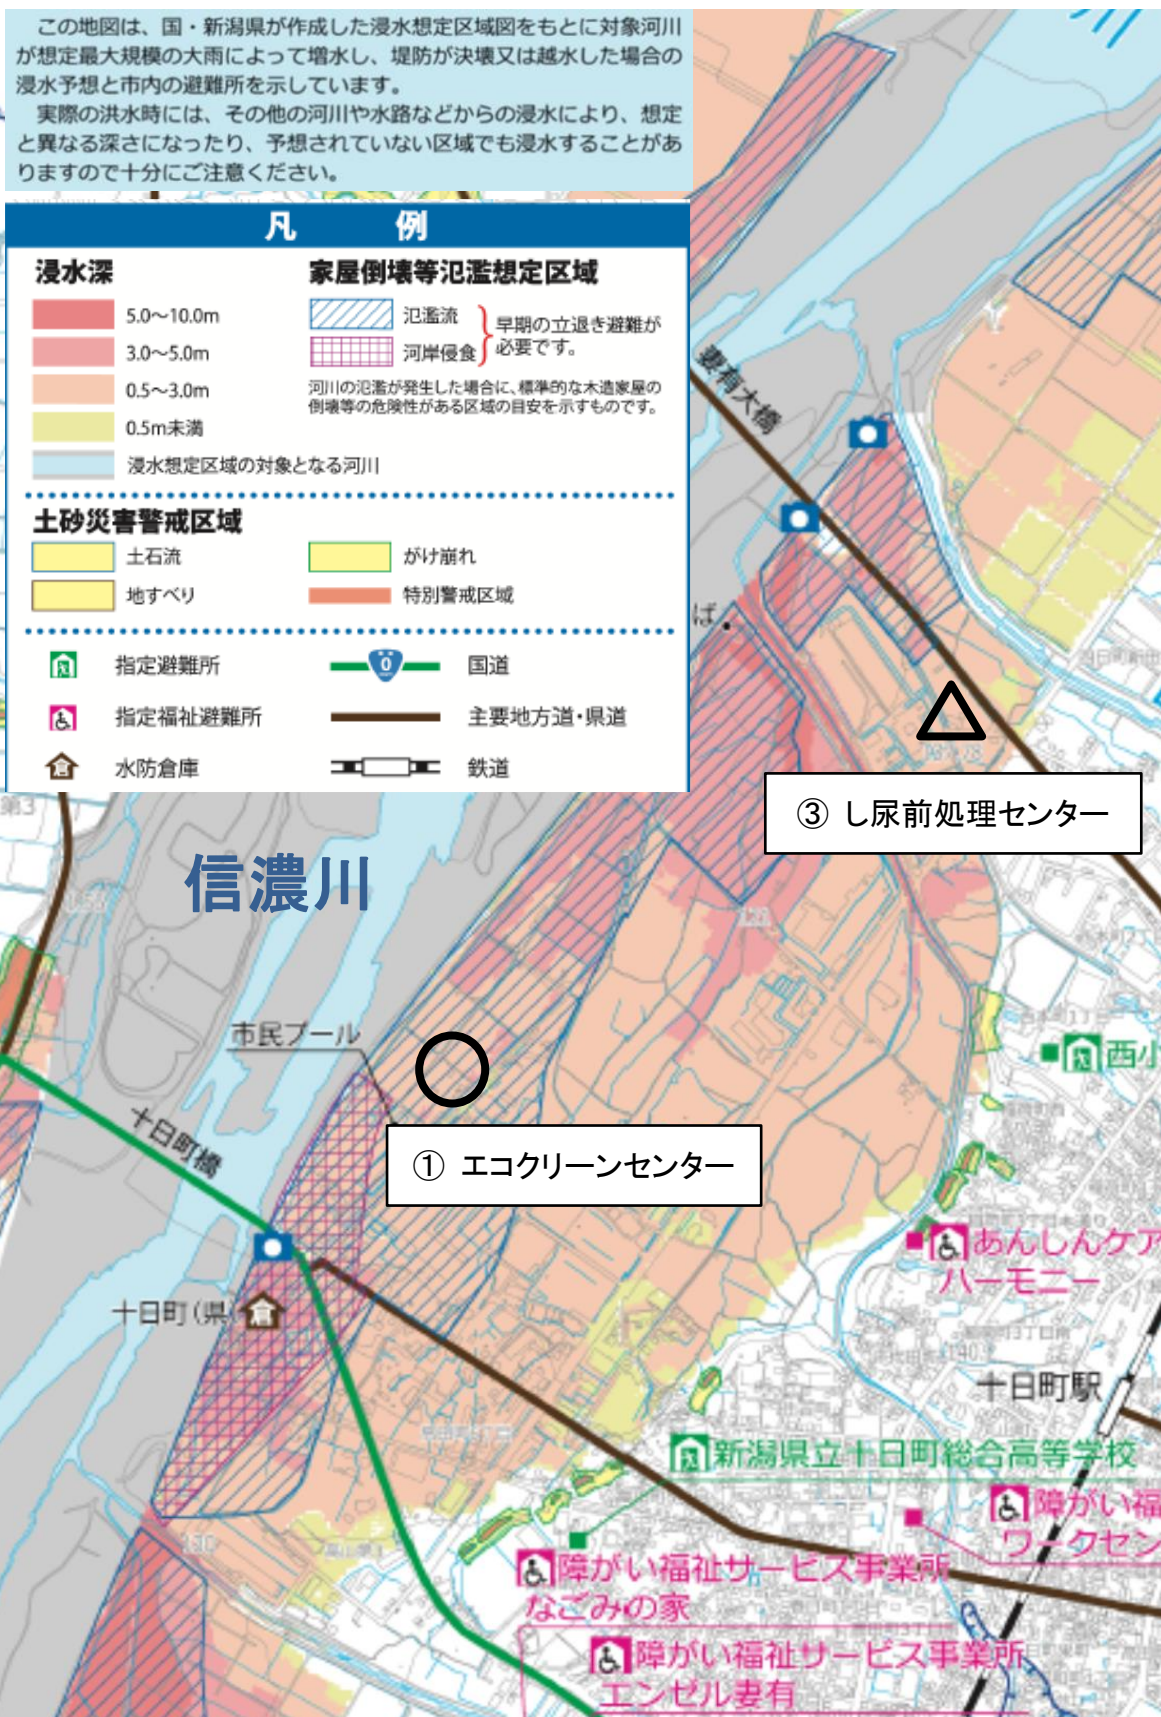 この地図は、国・新潟県が作成した浸水想定区域図をもとに対象河川
が想定最大規模の大雨によって増水し、堤防が決壊又は越水した場合の
浸水予想と市内の避難所を示しています。
実際の洪水時には、その他の河川や水路などからの浸水により、想定
と異なる深さになったり、予想されていない区域でも浸水することがあ
りますので十分にご注意ください。
川
凡 例
浸水深
5.0～10.0m
3.0～5.0m
0.5～3.0m
0.5m未満
浸水想定区域の対象となる河川
家屋倒壊等氾濫想定区域
氾濫流
河岸侵食
早期の立退き避難が
必要です。
河川の氾濫が発生した場合に、標準的な木造家屋の
倒壊等の危険性がある区域の目安を示すものです。
土砂災害警戒区域
土石流
がけ崩れ
地すべり
特別警戒区域
指定避難所
0
国道
指定福祉避難所
主要地方道・県道
倉
水防倉庫
鉄道
妻有大橋
ば
③ し尿前処理センター
第3
信濃川
市民プール
① エコクリーンセンター
西小
十日町橋
あんしんケア
ハーモニー
十日町（県）
倉
十日町駅
新潟県立十日町総合高等学校
障がい福
ワークセン
障がい福祉サービス事業所
なごみの家
障がい福祉サービス事業所
エンゼル妻有